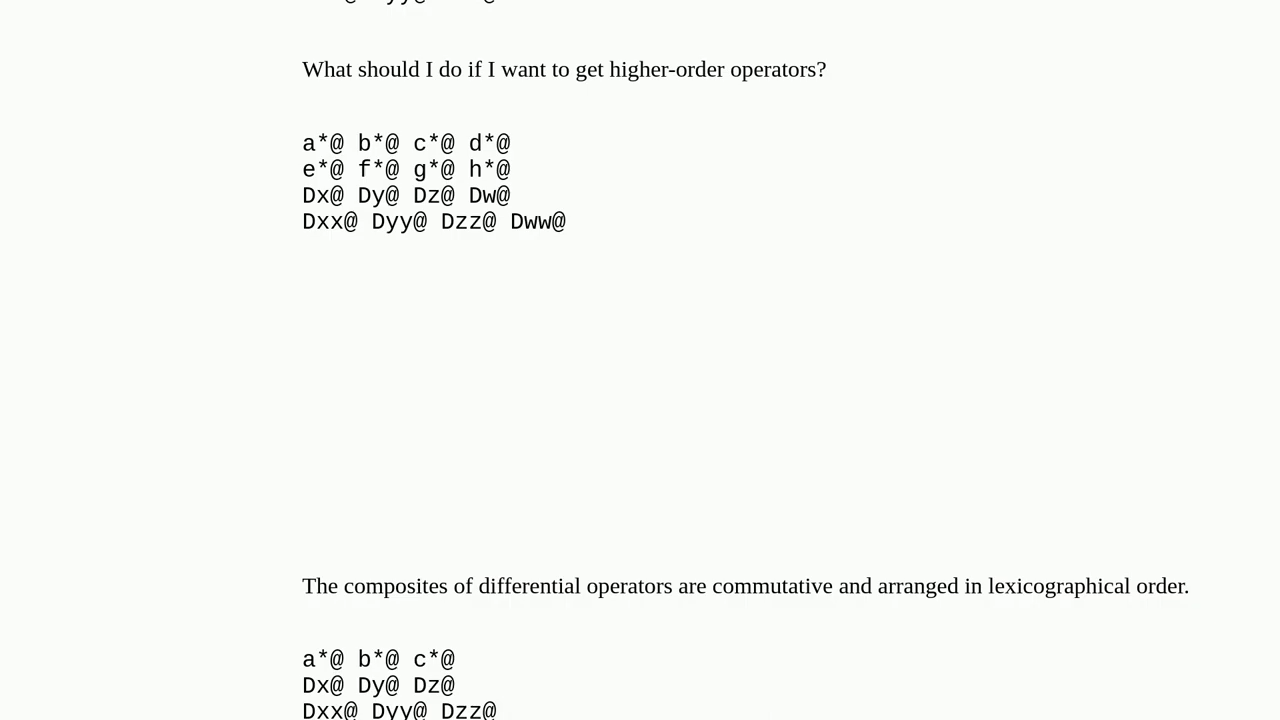 What should I do if I want to get higher-order operators?
a*@ b*@ c*@ d*@
e*@ f*@ g*@ h*@
Dx@ Dy@ Dz@ Dw@
Dxx@ Dyy@ Dzz@ Dww@
The composites of differential operators are commutative and arranged in lexicographical order.
a*@ b*@ c*@
Dx@ Dy@ Dz@
Dxx@ Dyy@ Dzz@